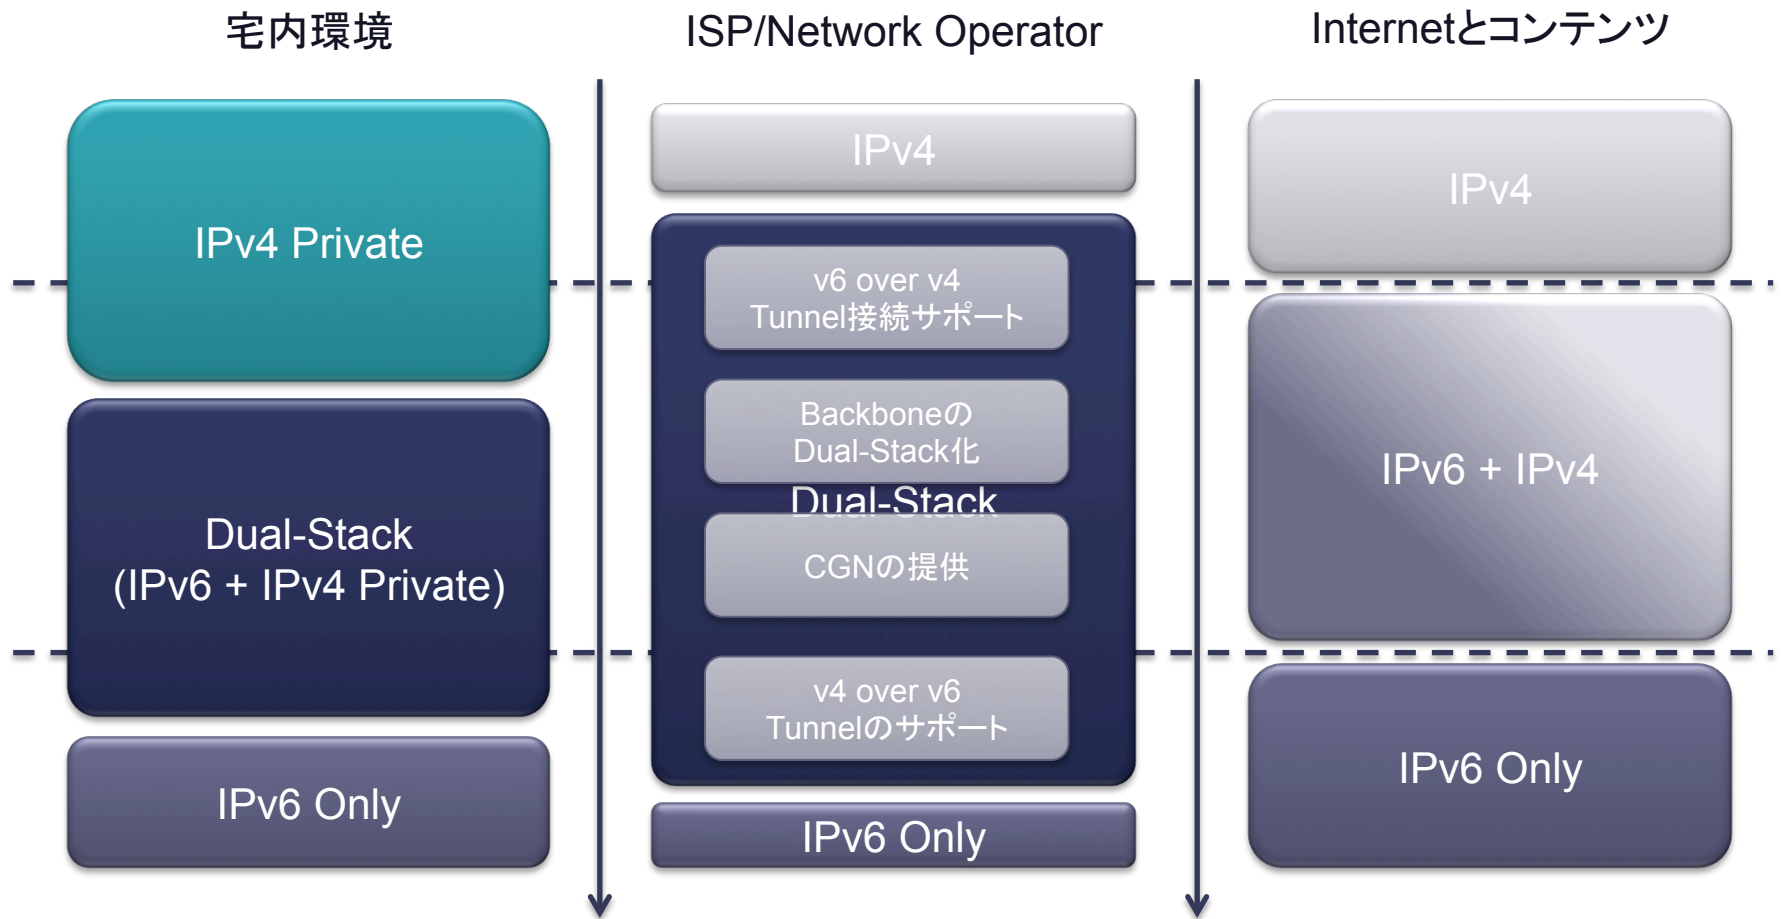 宅内環境
ISP/Network Operator
Internetとコンテンツ
IPv4 Private
Dual-Stack
(IPv6 + IPv4 Private)
IPv6 Only
IPv4
v6 over v4
Tunnel接続サポート
Backboneの
Dual-Stack化
Dual-Stack
CGNの提供
v4 over v6
Tunnelのサポート
IPv6 Only
IPv4
IPv6 + IPv4
IPv6 Only